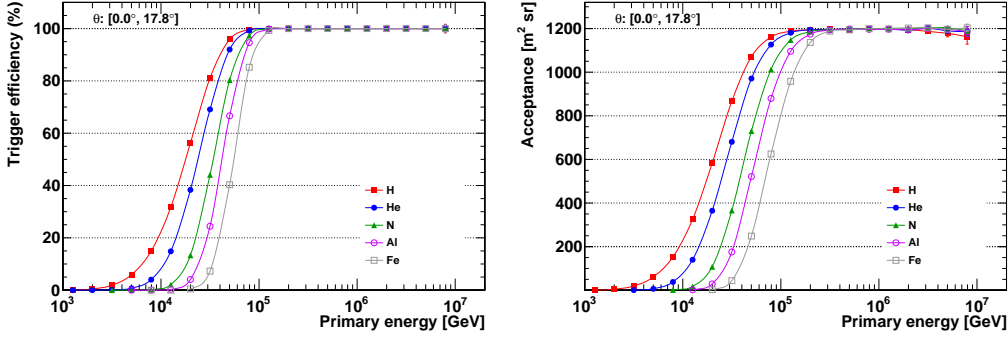 Trigger efficiency (%)
θ: [0.0°, 17.8°]
100
80
60
40
20
0
H
He
N
Al
Fe
10³
10⁴
10⁵
10⁶
10⁷
Primary energy [GeV]
Acceptance [m² sr]
θ: [0.0°, 17.8°]
1200
1000
800
600
400
200
H
He
N
Al
Fe
10³
10⁴
10⁵
10⁶
10⁷
Primary energy [GeV]